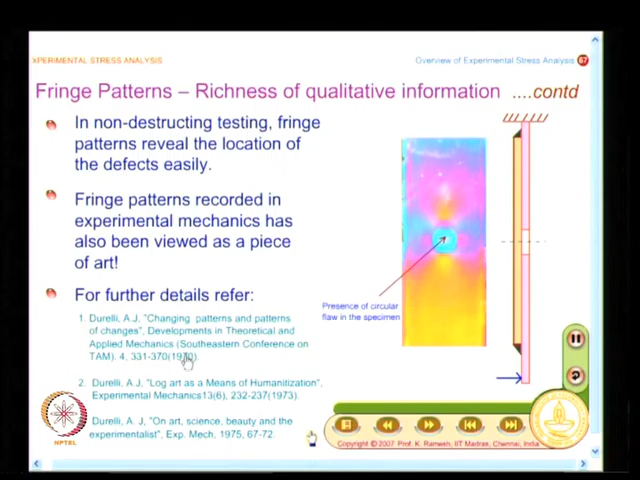 XPERIMENTAL STRESS ANALYSIS
Overview of Experimental Stress Analysis 67
Fringe Patterns – Richness of qualitative information ....contd
In non-destructing testing, fringe
patterns reveal the location of
the defects easily.
Fringe patterns recorded in
experimental mechanics has
also been viewed as a piece
of art!
For further details refer:
1. Durelli, A.J. "Changing patterns and patterns
of changes", Developments in Theoretical and
Applied Mechanics (Southeastern Conference on
TAM). 4, 331-370(1970).
2. Durelli, A.J. "Log art as a Means of Humanitization",
Experimental Mechanics13(6), 232-237(1973).
Durelli, A. J, "On art, science, beauty and the
experimentalist", Exp. Mech, 1975, 67-72.
Presence of circular
flaw in the specimen
NPTEL
Copyright © 2007 Prof. K. Ramesh, IIT Madras, Chennai, India